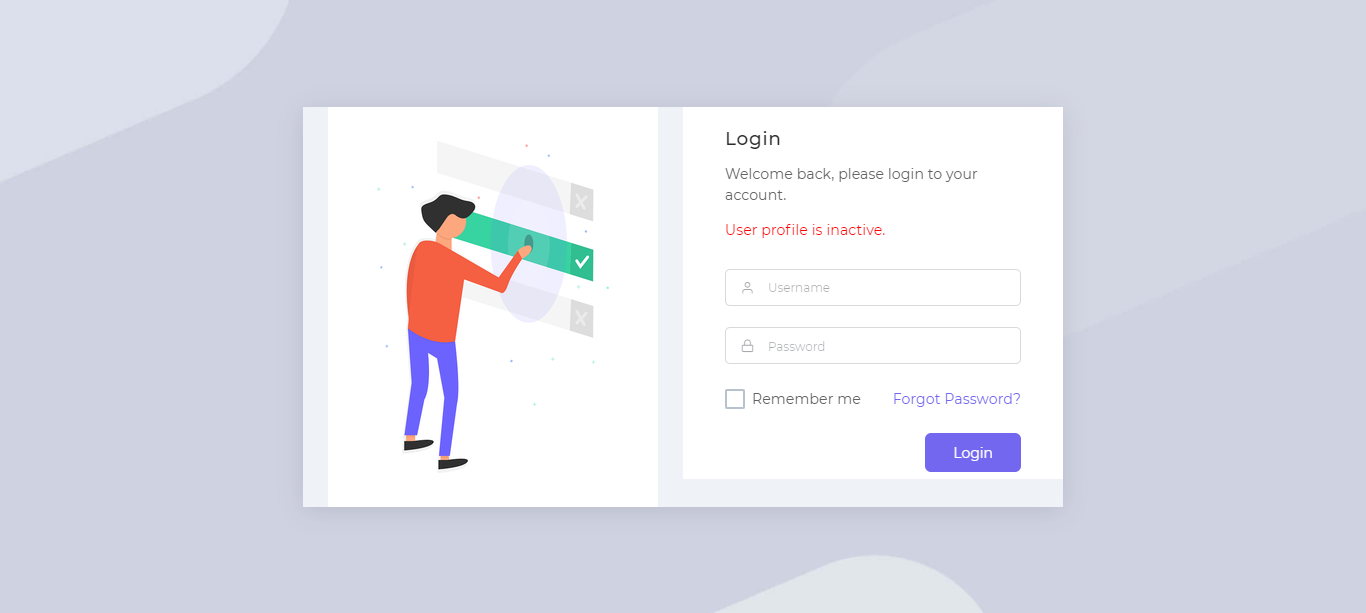 Login
Welcome back, please login to your
account.
User profile is inactive.
Username
Password
Remember me Forgot Password?
Login